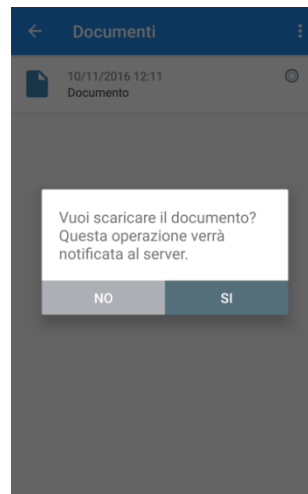 Documenti
10/11/2016 12:11
Documento
Vuoi scaricare il documento?
Questa operazione verrà
notificata al server.
NO
SI